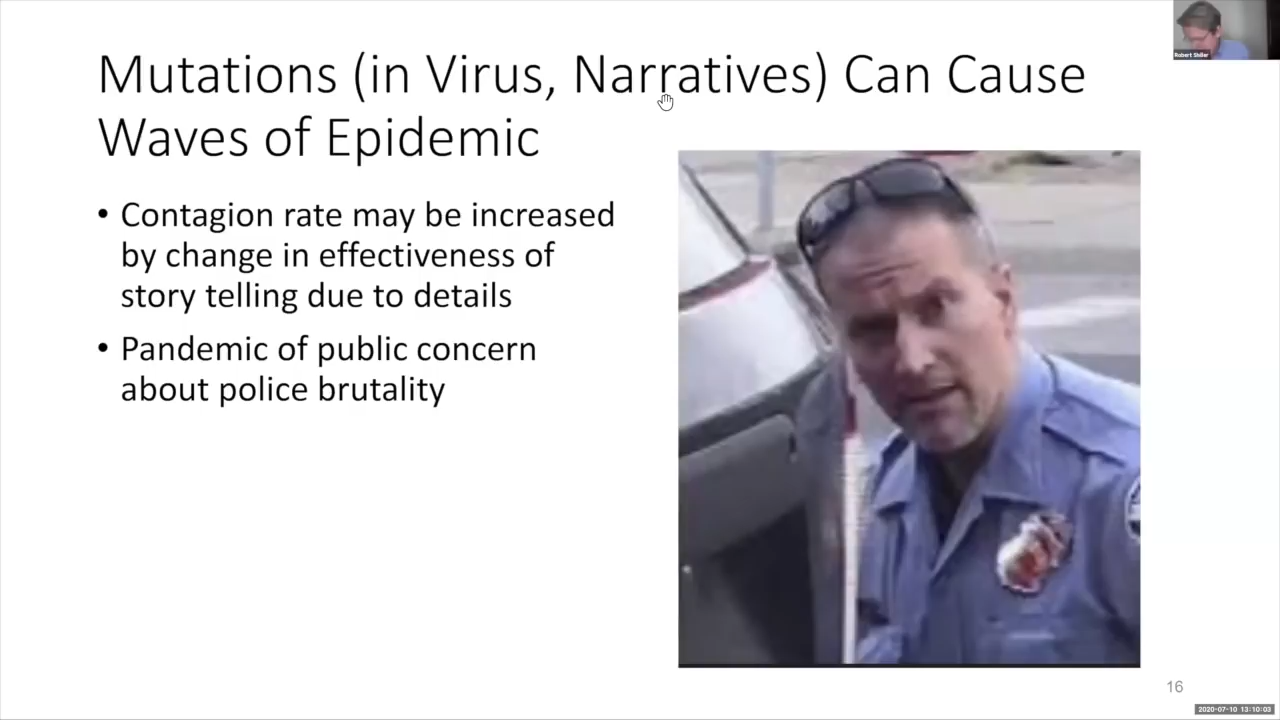 Mutations (in Virus, Narratives) Can Cause
Waves of Epidemic
• Contagion rate may be increased
by change in effectiveness of
story telling due to details
• Pandemic of public concern
about police brutality
Robert Shiller
16
2020-07-10 13:10:03